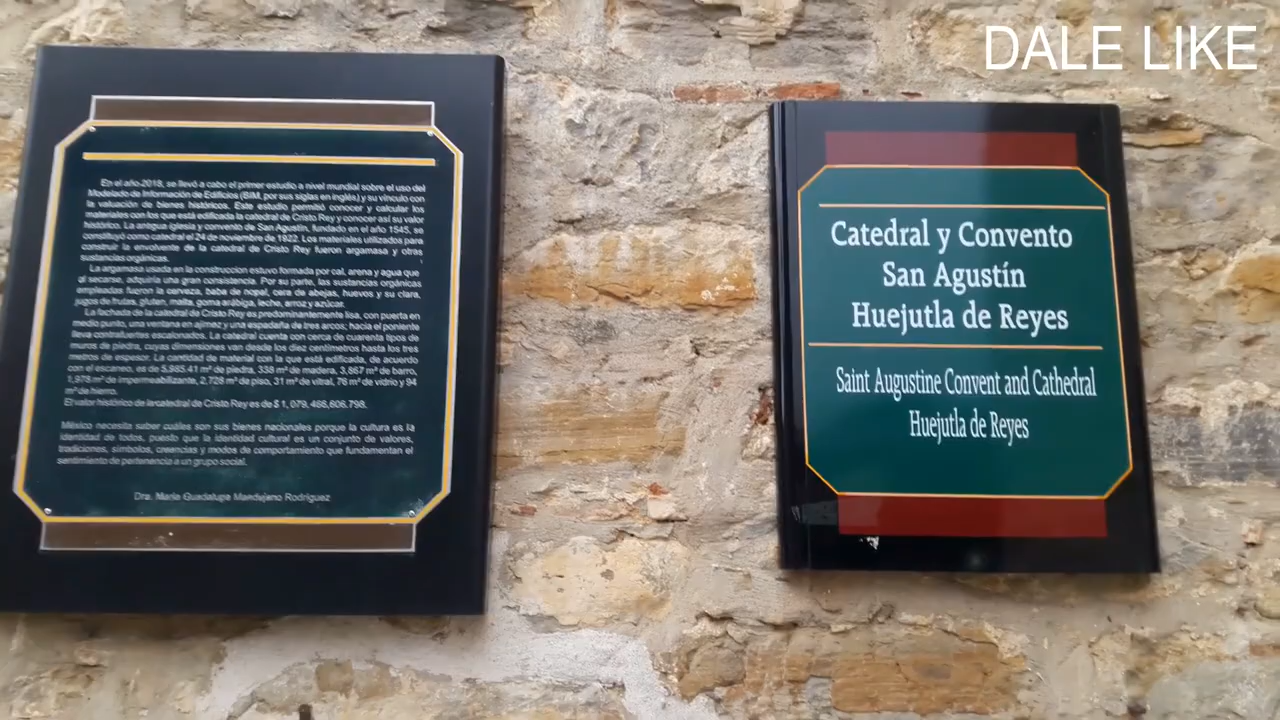 DALE LIKE
En el año 2018, se llevó a cabo el primer estudio a nivel mundial sobre el uso del
Modelado de Información de Edificios (BIM, por sus siglas en inglés) y su vínculo con
la valuación de bienes históricos. Este estudio permitió conocer y calcular los
materiales con los que está edificada la catedral de Cristo Rey y conocer así su valor
histórico. La antigua iglesia y convento de San Agustín, fundado en el año 1545, se
constituyó como catedral el 24 de noviembre de 1922. Los materiales utilizados para
construir la envolvente de la catedral de Cristo Rey fueron argamasa y otras
sustancias orgánicas.
La argamasa usada en la construccion estuvo formada por cal, arena y agua que
al secarse, adquiría una gran consistencia. Por su parte, las sustancias orgánicas
empleadas fueron la cerveza, baba de nopal, cera de abejas, huevos y su clara,
jugos de frutas, gluten, malta, goma arábiga, leche, arroz y azúcar.
La fachada de la catedral de Cristo Rey es predominantemente lisa, con puerta en
medio punto, una ventana en ajimez y una espadaña de tres arcos; hacia el poniente
lleva contrafuertes escalonados. La catedral cuenta con cerca de cuarenta tipos de
muros de piedra, cuyas dimensiones van desde los diez centímetros hasta los tres
metros de espesor. La cantidad de material con la que está edificada, de acuerdo
con el escaneo, es de 5,985.41 m³ de piedra, 338 m² de madera, 3,867 m² de barro,
1,978 m² de impermeabilizante, 2,728 m² de piso, 31 m² de vitral, 76 m² de vidrio y 94
m² de hierro.
El valor histórico de la catedral de Cristo Rey es de $ 1, 079, 466,606.798.
México necesita saber cuáles son sus bienes nacionales porque la cultura es la
identidad de todos, puesto que la identidad cultural es un conjunto de valores,
tradiciones, símbolos, creencias y modos de comportamiento que fundamentan el
sentimiento de pertenencia a un grupo social.
Dra. María Guadalupe Mandujano Rodríguez
Catedral y Convento
San Agustín
Huejutla de Reyes
Saint Augustine Convent and Cathedral
Huejutla de Reyes